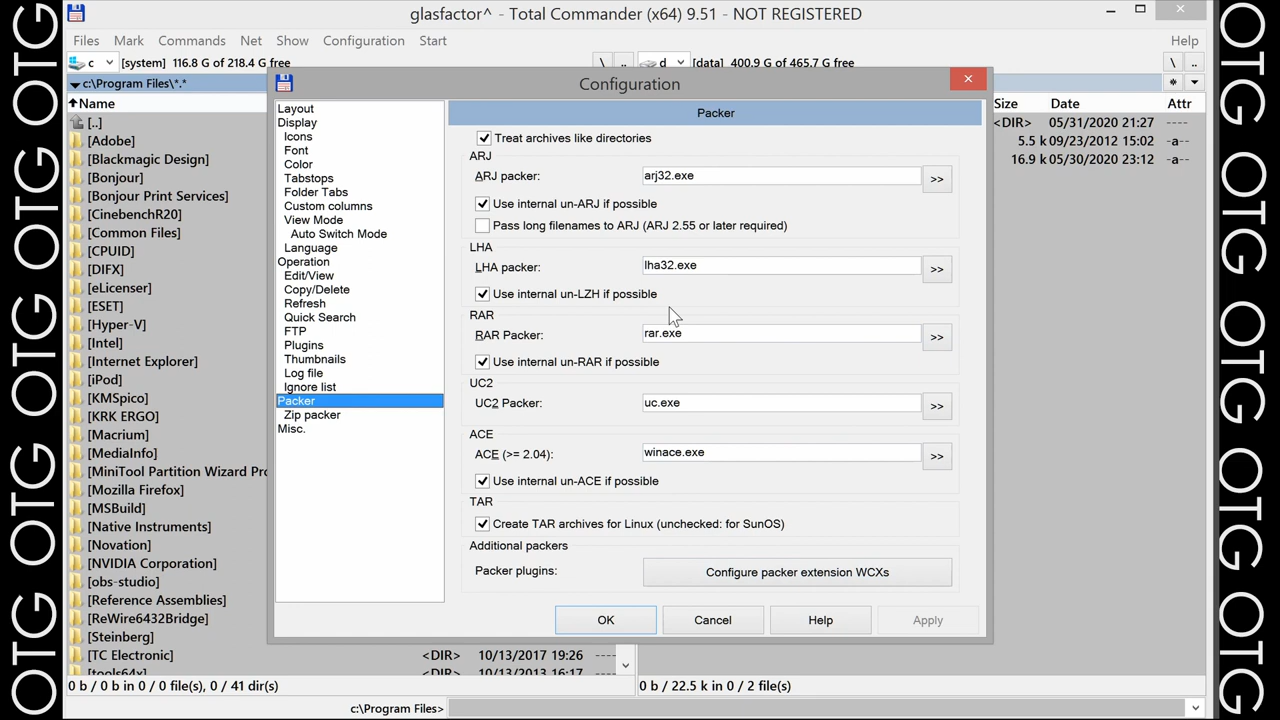 glasfactor^ - Total Commander (x64) 9.51 - NOT REGISTERED
Files Mark Commands Net Show Configuration Start Help
c [system] 116.8 G of 218.4 G free \ .. d [data] 400.9 G of 465.7 G free \ ..
c:\Program Files\*.* * 
Name Size Date Attr
[..] <DIR> 05/31/2020 21:27 ----
[Adobe] 5.5 k 09/23/2012 15:02 -a--
[Blackmagic Design] 16.9 k 05/30/2020 23:12 -a--
[Bonjour]
[Bonjour Print Services]
[CinebenchR20]
[Common Files]
[CPUID]
[DIFX]
[eLicenser]
[ESET]
[Hyper-V]
[Intel]
[Internet Explorer]
[iPod]
[KMSpico]
[KRK ERGO]
[Macrium]
[MediaInfo]
[MiniTool Partition Wizard Pro
[Mozilla Firefox]
[MSBuild]
[Native Instruments]
[Novation]
[NVIDIA Corporation]
[obs-studio]
[Reference Assemblies]
[ReWire6432Bridge]
[Steinberg]
[TC Electronic] <DIR> 10/13/2017 19:26 ----
[tools64x] <DIR> 10/13/2013 16:17 ----
0 b / 0 b in 0 / 0 file(s), 0 / 41 dir(s)
0 b / 22.5 k in 0 / 2 file(s)
c:\Program Files>
Configuration
Layout
Display
Icons
Font
Color
Tabstops
Folder Tabs
Custom columns
View Mode
Auto Switch Mode
Language
Operation
Edit/View
Copy/Delete
Refresh
Quick Search
FTP
Plugins
Thumbnails
Log file
Ignore list
Packer
Zip packer
Misc.
Packer
Treat archives like directories
ARJ
ARJ packer: arj32.exe >>
Use internal un-ARJ if possible
Pass long filenames to ARJ (ARJ 2.55 or later required)
LHA
LHA packer: lha32.exe >>
Use internal un-LZH if possible
RAR
RAR Packer: rar.exe >>
Use internal un-RAR if possible
UC2
UC2 Packer: uc.exe >>
ACE
ACE (>= 2.04): winace.exe >>
Use internal un-ACE if possible
TAR
Create TAR archives for Linux (unchecked: for SunOS)
Additional packers
Packer plugins: Configure packer extension WCXs
OK Cancel Help Apply
OTG OTG OTG OTG OTG
OTG OTG OTG OTG OTG